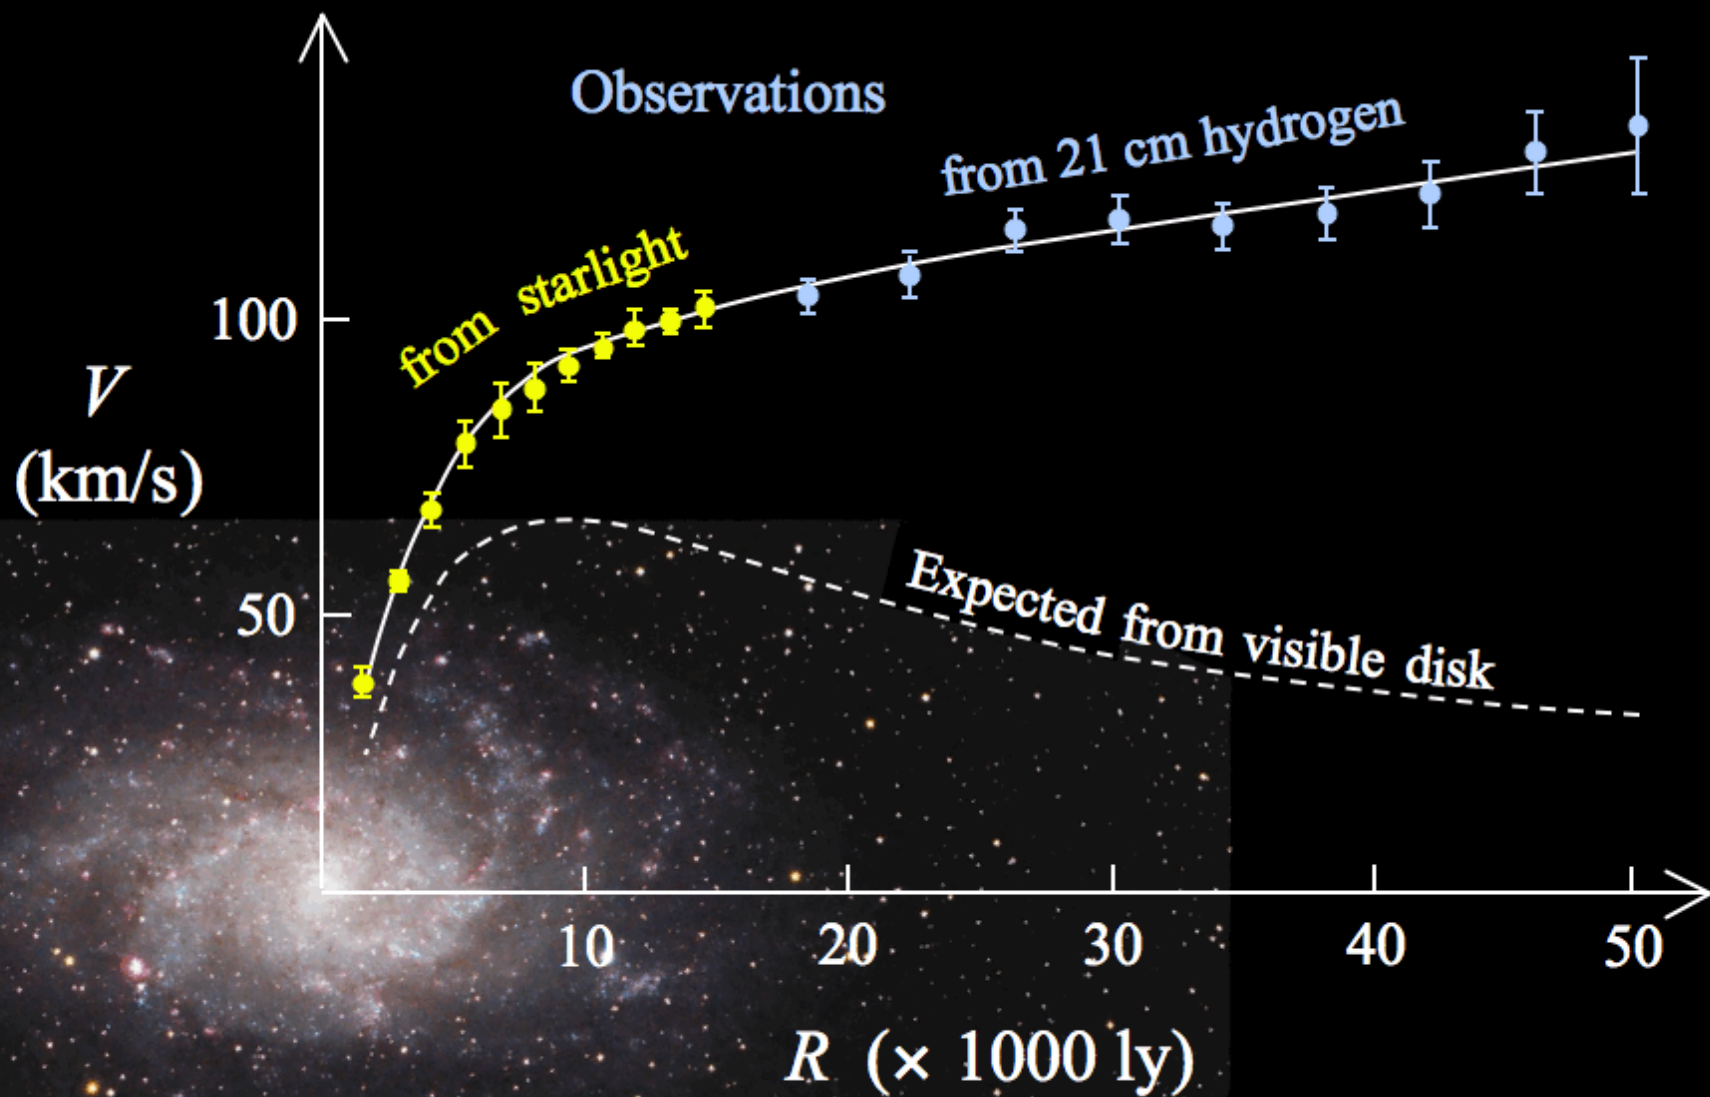 Observations
from 21 cm hydrogen
from starlight
100
V
(km/s)
50
Expected from visible disk
10
20
30
40
50
R (× 1000 ly)